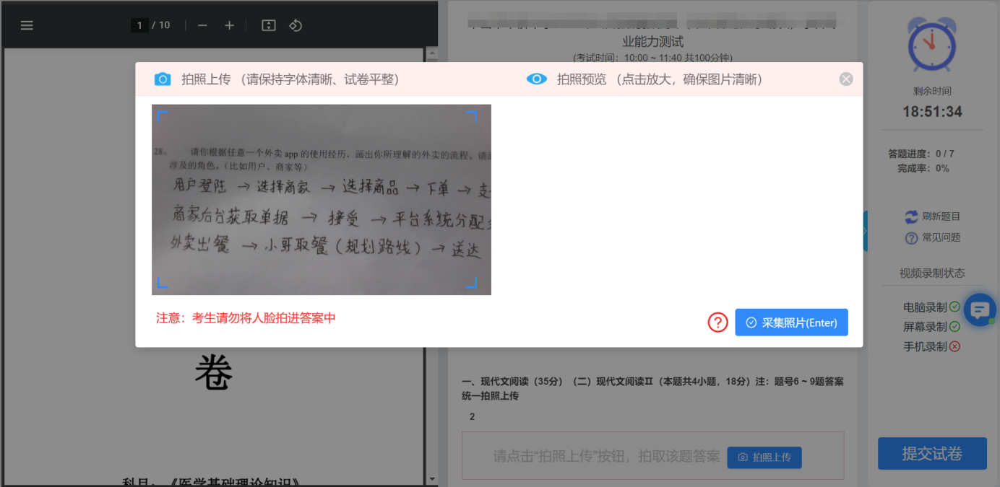 1 / 10
业能力测试
(考试时间：10:00 ~ 11:40 共100分钟)
拍照上传 （请保持字体清晰、试卷平整）
拍照预览 （点击放大，确保图片清晰）
28、 请你根据任意一个外卖 app 的使用经历，画出你所理解的外卖的流程。请
涉及的角色。（比如用户、商家等）
用户登陆 → 选择商家 → 选择商品 → 下单 → 支
商家后台获取单据 → 接受 → 平台系统分配
外卖出餐 → 小哥取餐（规划路线）→ 送达
注意：考生请勿将人脸拍进答案中
采集照片(Enter)
卷
科目：《医学基础理论知识》
一、现代文阅读（35分）（二）现代文阅读Ⅱ（本题共4小题，18分）注：题号6 ~ 9题答案
统一拍照上传
2
请点击“拍照上传”按钮，拍取该题答案
拍照上传
剩余时间
18:51:34
答题进度：0 / 7
完成率：0%
刷新题目
常见问题
视频录制状态
电脑录制
屏幕录制
手机录制
提交试卷